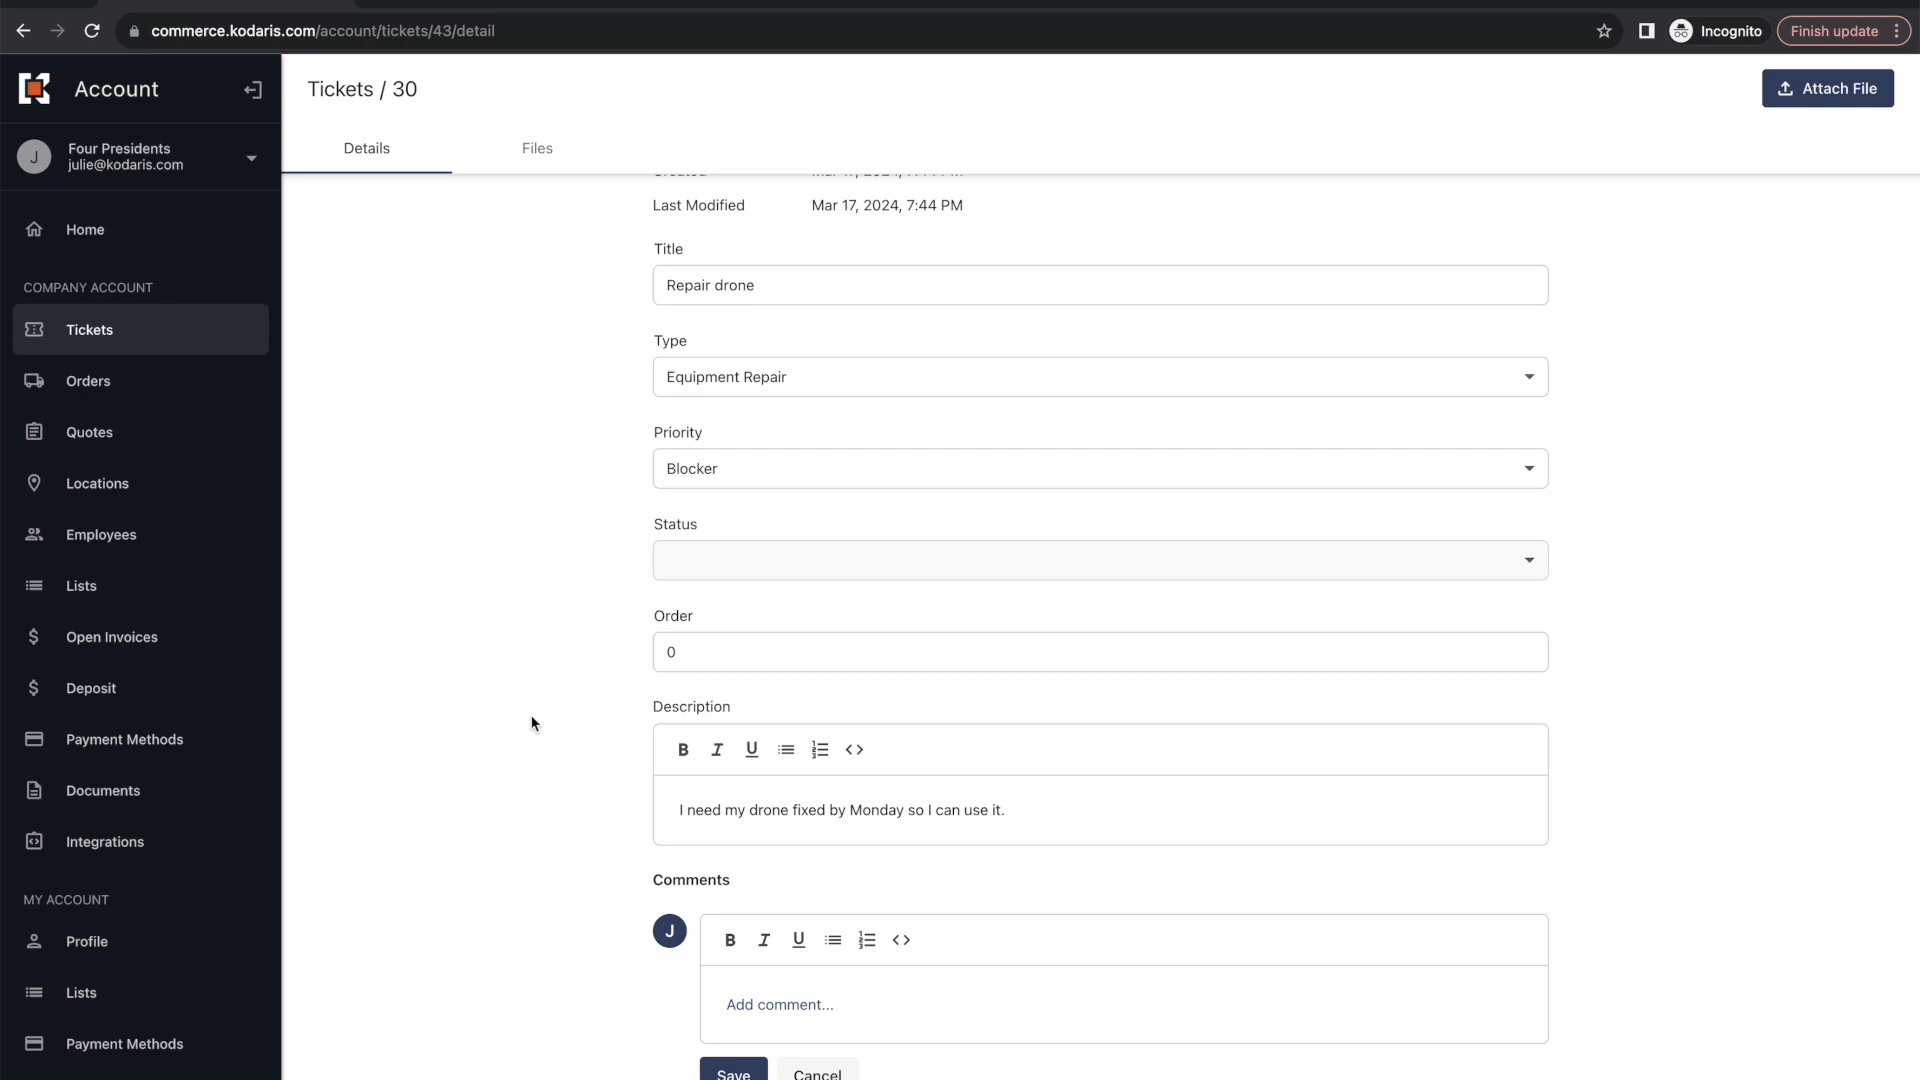 commerce.kodaris.com/account/tickets/43/detail
Incognito
Finish update
Account
Tickets / 30
Attach File
J
Four Presidents
julie@kodaris.com
Details
Files
Last Modified
Mar 17, 2024, 7:44 PM
Home
Title
Repair drone
COMPANY ACCOUNT
Tickets
Orders
Quotes
Locations
Employees
Lists
Open Invoices
Deposit
Payment Methods
Documents
Integrations
MY ACCOUNT
Profile
Lists
Payment Methods
Type
Equipment Repair
Priority
Blocker
Status
Order
0
Description
B I U
I need my drone fixed by Monday so I can use it.
Comments
J
B I U
Add comment...
Save
Cancel